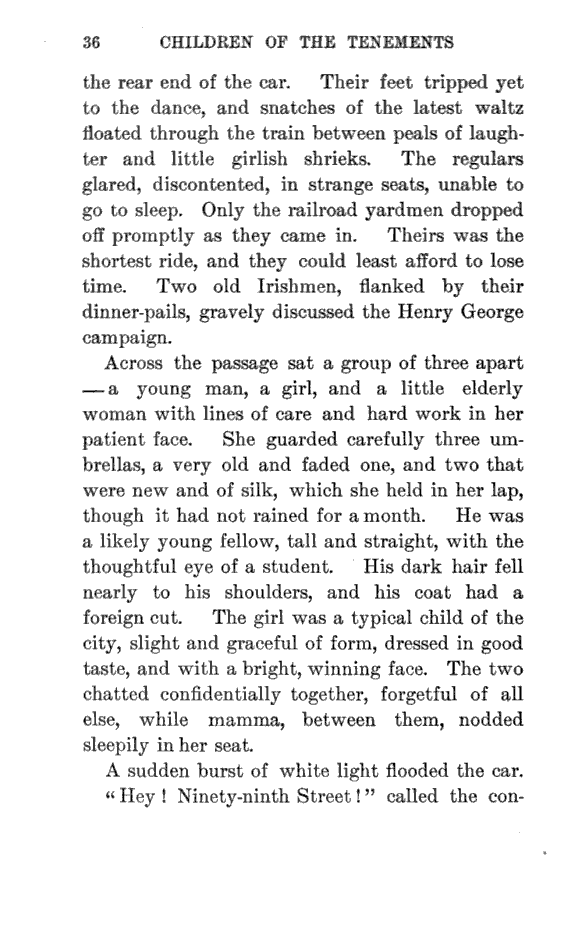 36 CHILDREN OF THE TENEMENTS
the rear end of the car. Their feet tripped yet
to the dance, and snatches of the latest waltz
floated through the train between peals of laugh-
ter and little girlish shrieks. The regulars
glared, discontented, in strange seats, unable to
go to sleep. Only the railroad yardmen dropped
off promptly as they came in. Theirs was the
shortest ride, and they could least afford to lose
time. Two old Irishmen, flanked by their
dinner-pails, gravely discussed the Henry George
campaign.
Across the passage sat a group of three apart
— a young man, a girl, and a little elderly
woman with lines of care and hard work in her
patient face. She guarded carefully three um-
brellas, a very old and faded one, and two that
were new and of silk, which she held in her lap,
though it had not rained for a month. He was
a likely young fellow, tall and straight, with the
thoughtful eye of a student. His dark hair fell
nearly to his shoulders, and his coat had a
foreign cut. The girl was a typical child of the
city, slight and graceful of form, dressed in good
taste, and with a bright, winning face. The two
chatted confidentially together, forgetful of all
else, while mamma, between them, nodded
sleepily in her seat.
A sudden burst of white light flooded the car.
"Hey! Ninety-ninth Street!" called the con-